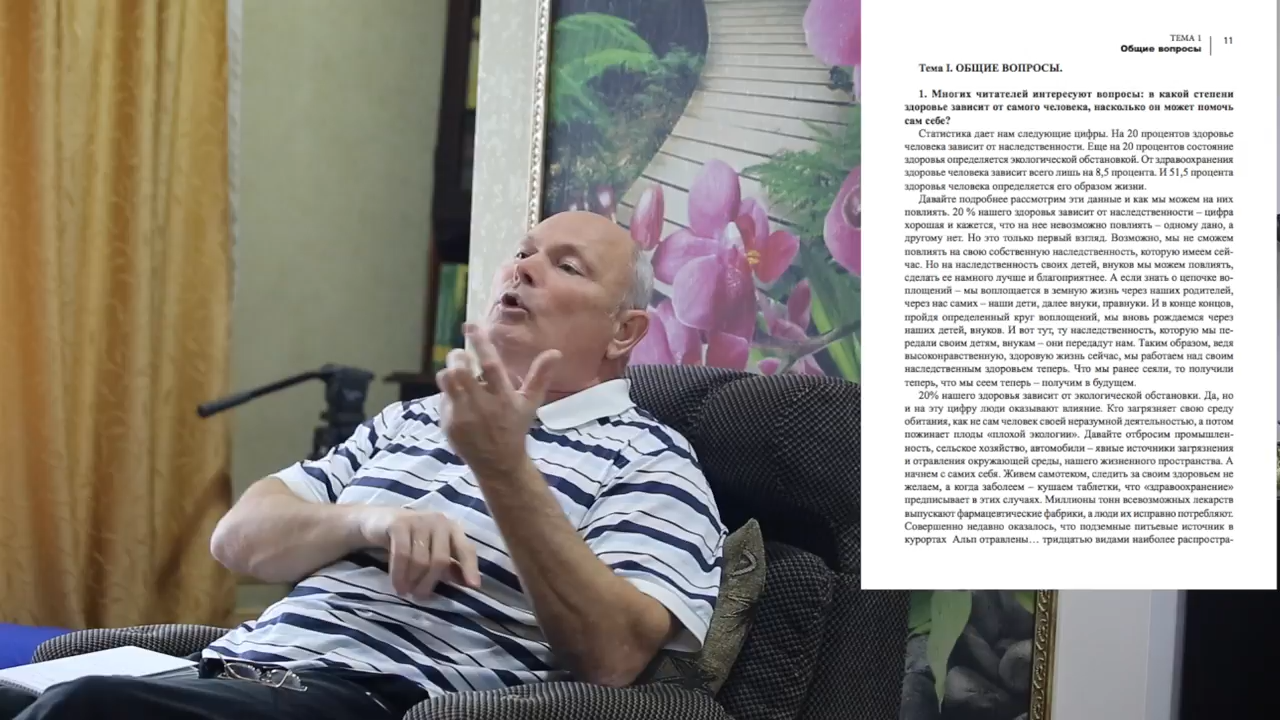 ТЕМА 1
Общие вопросы
11
Тема I. ОБЩИЕ ВОПРОСЫ.
1. Многих читателей интересуют вопросы: в какой степени
здоровье зависит от самого человека, насколько он может помочь
сам себе?
Статистика дает нам следующие цифры. На 20 процентов здоровье
человека зависит от наследственности. Еще на 20 процентов состояние
здоровья определяется экологической обстановкой. От здравоохранения
здоровье человека зависит всего лишь на 8,5 процента. И 51,5 процента
здоровья человека определяется его образом жизни.
Давайте подробнее рассмотрим эти данные и как мы можем на них
повлиять. 20 % нашего здоровья зависит от наследственности – цифра
хорошая и кажется, что на нее невозможно повлиять – одному дано, а
другому нет. Но это только первый взгляд. Возможно, мы не сможем
повлиять на свою собственную наследственность, которую имеем сей-
час. Но на наследственность своих детей, внуков мы можем повлиять,
сделать ее намного лучше и благоприятнее. А если знать о цепочке во-
площений – мы воплощается в земную жизнь через наших родителей,
через нас самих – наши дети, далее внуки, правнуки. И в конце концов,
пройдя определенный круг воплощений, мы вновь рождаемся через
наших детей, внуков. И вот тут, ту наследственность, которую мы пе-
редали своим детям, внукам – они передадут нам. Таким образом, ведя
высоконравственную, здоровую жизнь сейчас, мы работаем над своим
наследственным здоровьем теперь. Что мы ранее сеяли, то получили
теперь, что мы сеем теперь – получим в будущем.
20% нашего здоровья зависит от экологической обстановки. Да, но
и на эту цифру люди оказывают влияние. Кто загрязняет свою среду
обитания, как не сам человек своей неразумной деятельностью, а потом
пожинает плоды «плохой экологии». Давайте отбросим промышлен-
ность, сельское хозяйство, автомобили – явные источники загрязнения
и отравления окружающей среды, нашего жизненного пространства. А
начнем с самих себя. Живем самотеком, следить за своим здоровьем не
желаем, а когда заболеем – кушаем таблетки, что «здравоохранение»
предписывает в этих случаях. Миллионы тонн всевозможных лекарств
выпускают фармацевтические фабрики, а люди их исправно потребляют.
Совершенно недавно оказалось, что подземные питьевые источник в
курортах Альп отравлены… тридцатью видами наиболее распростра-